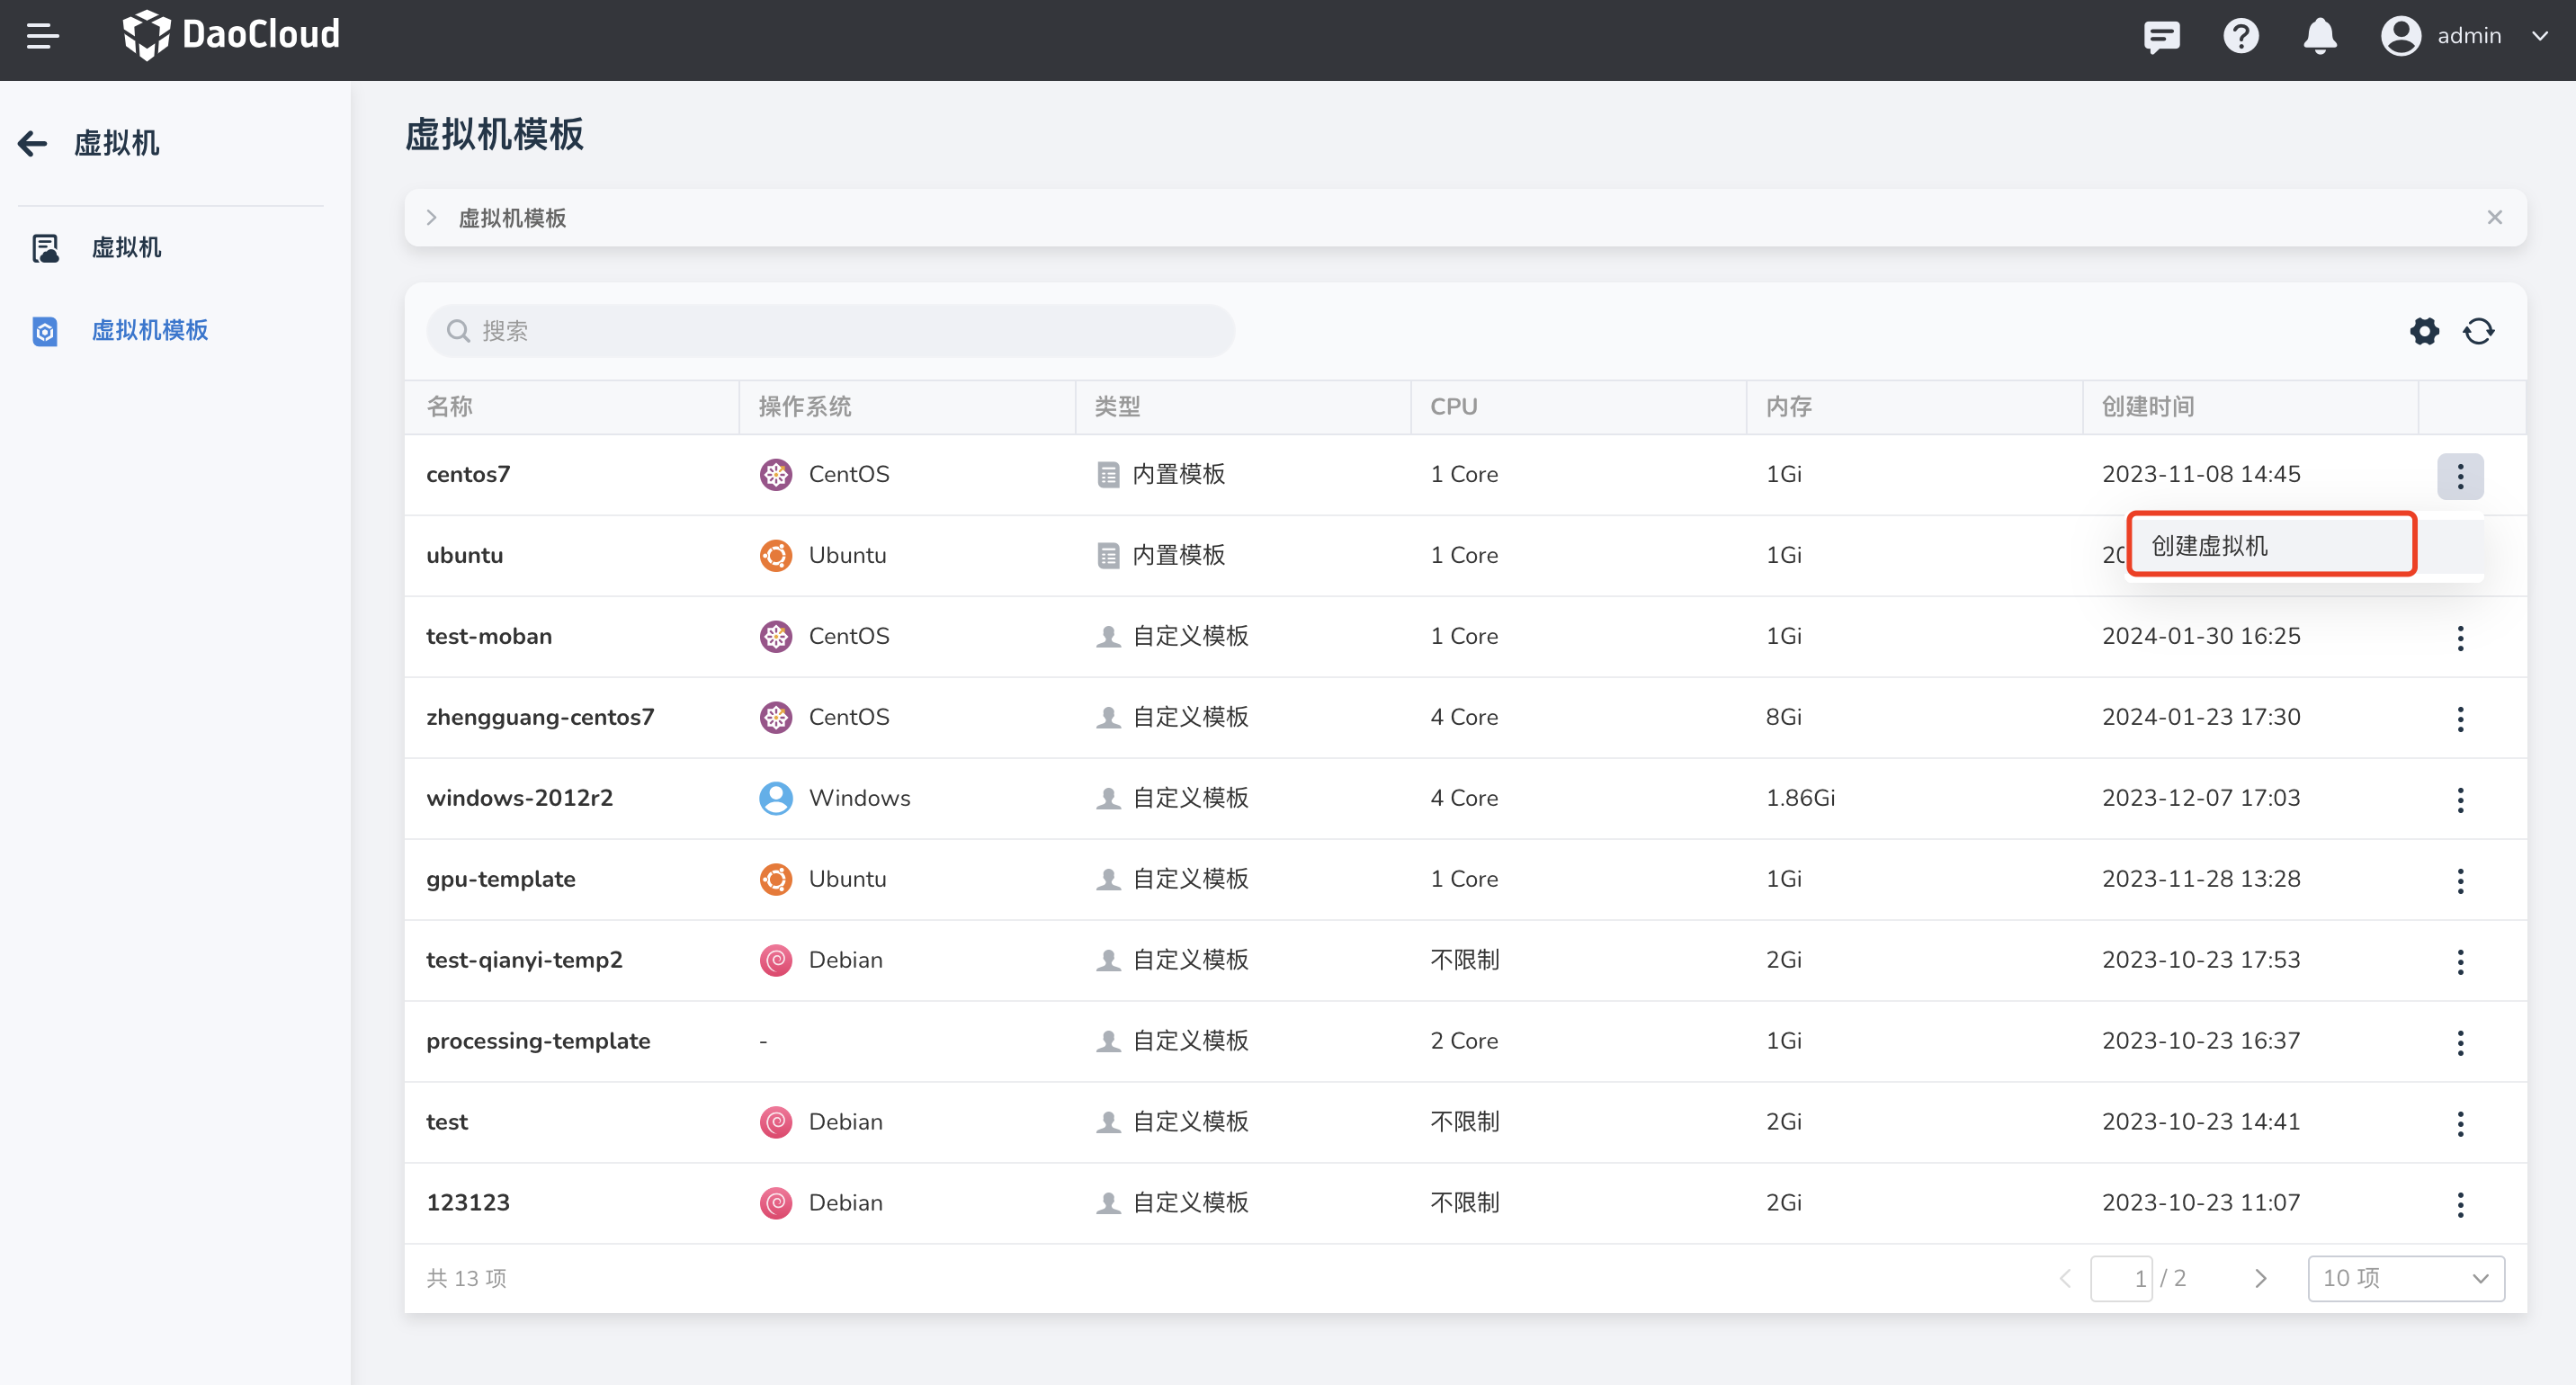 DaoCloud
admin
虚拟机
虚拟机
虚拟机模板
虚拟机模板
虚拟机模板
搜索
名称 操作系统 类型 CPU 内存 创建时间
centos7 CentOS 内置模板 1 Core 1Gi 2023-11-08 14:45
创建虚拟机
ubuntu Ubuntu 内置模板 1 Core 1Gi
test-moban CentOS 自定义模板 1 Core 1Gi 2024-01-30 16:25
zhengguang-centos7 CentOS 自定义模板 4 Core 8Gi 2024-01-23 17:30
windows-2012r2 Windows 自定义模板 4 Core 1.86Gi 2023-12-07 17:03
gpu-template Ubuntu 自定义模板 1 Core 1Gi 2023-11-28 13:28
test-qianyi-temp2 Debian 自定义模板 不限制 2Gi 2023-10-23 17:53
processing-template - 自定义模板 2 Core 1Gi 2023-10-23 16:37
test Debian 自定义模板 不限制 2Gi 2023-10-23 14:41
123123 Debian 自定义模板 不限制 2Gi 2023-10-23 11:07
共 13 项 1 / 2 10 项